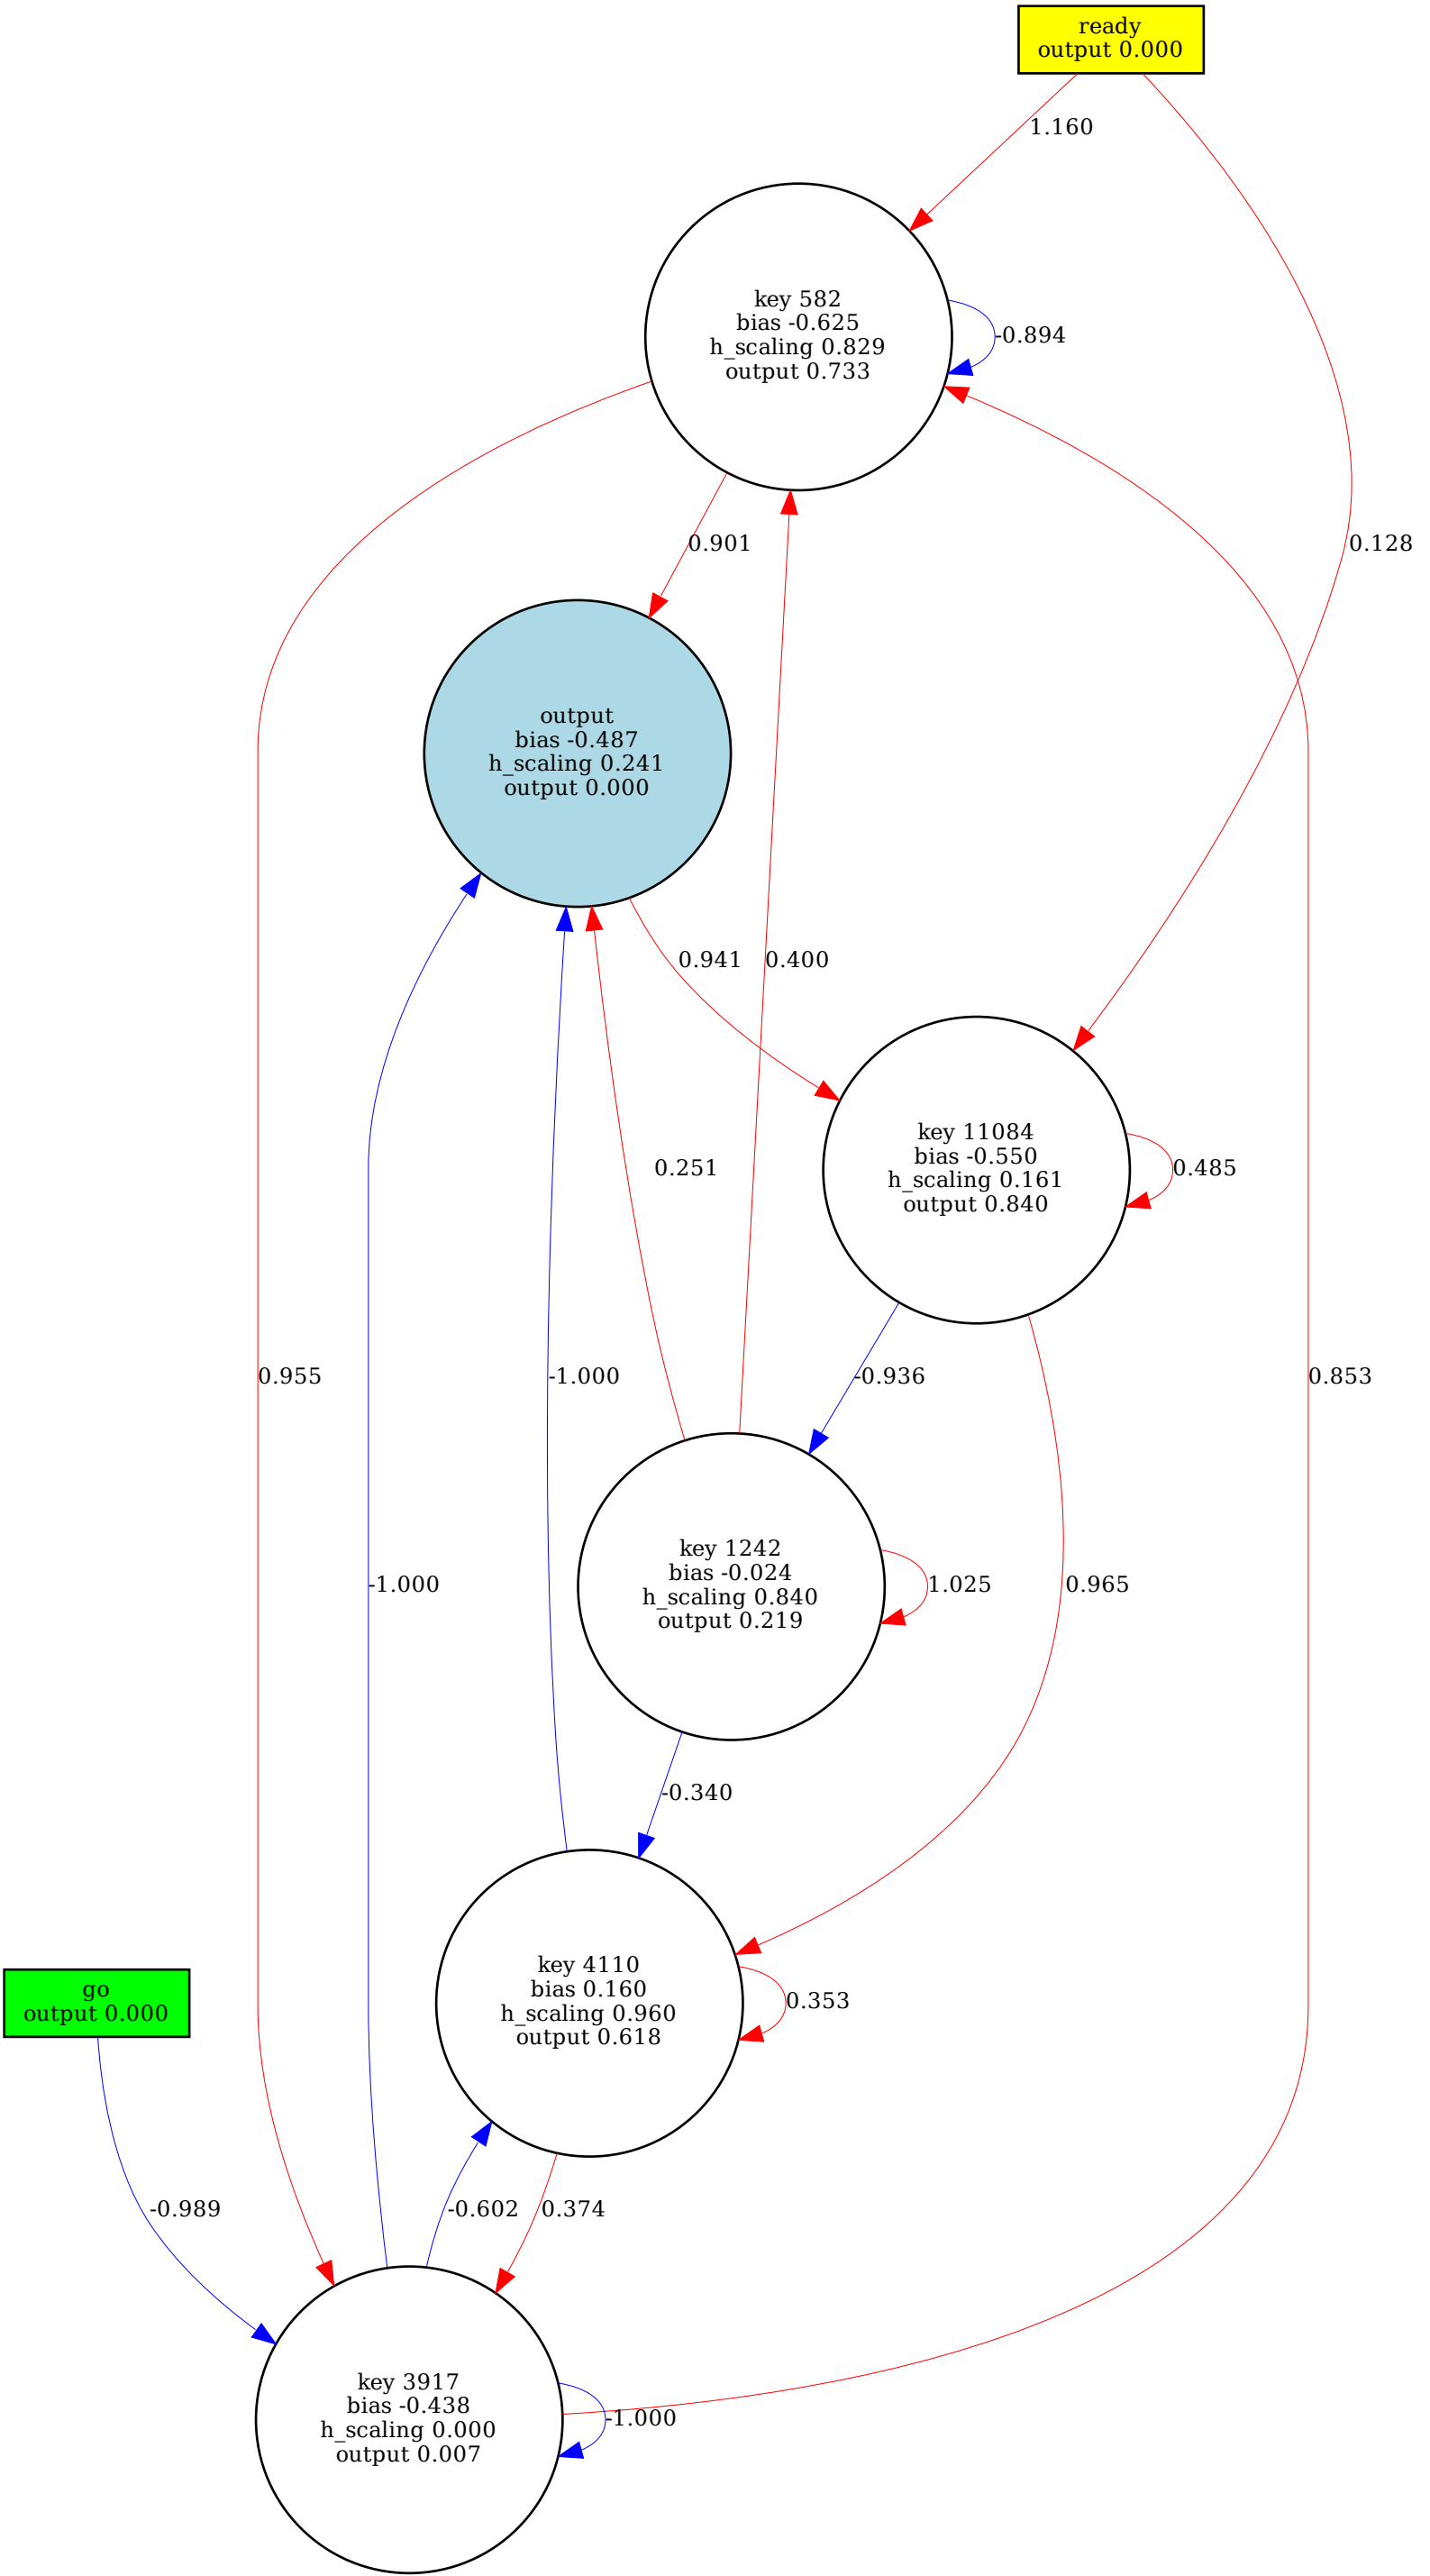 ready
output 0.000
1.160
key 582
bias -0.625
h_scaling 0.829
output 0.733
-0.894
0.901
0.128
output
bias -0.487
h_scaling 0.241
output 0.000
0.941
0.400
key 11084
bias -0.550
h_scaling 0.161
output 0.840
0.251
0.485
0.955
-1.000
-0.936
0.853
key 1242
bias -0.024
h_scaling 0.840
output 0.219
-1.000
1.025
0.965
-0.340
key 4110
bias 0.160
h_scaling 0.960
output 0.618
go
output 0.000
0.353
-0.989
-0.602
0.374
key 3917
bias -0.438
h_scaling 0.000
output 0.007
-1.000